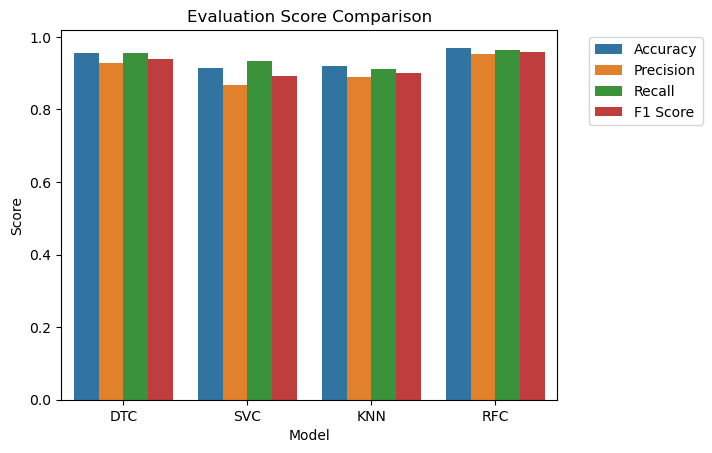 Evaluation Score Comparison
1.0
0.8
0.6
0.4
0.2
0.0
Score
DTC
SVC
KNN
RFC
Model
Accuracy
Precision
Recall
F1 Score